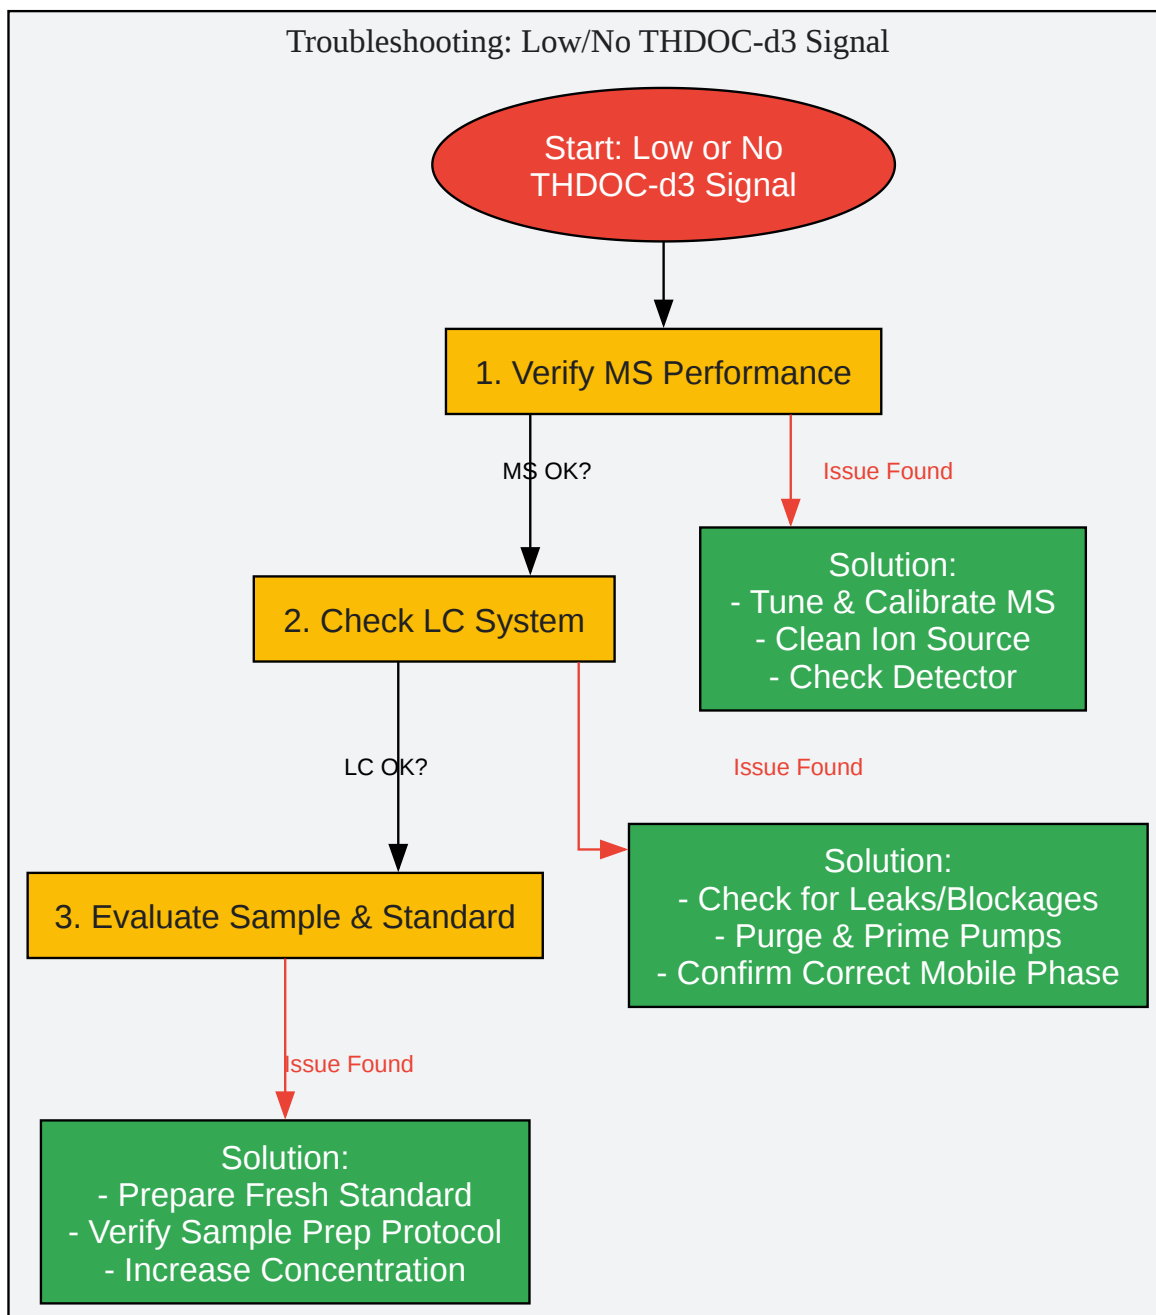 Troubleshooting: Low/No THDOC-d3 Signal
Start: Low or No
THDOC-d3 Signal
1. Verify MS Performance
MS OK?
Issue Found
Solution:
- Tune & Calibrate MS
- Clean Ion Source
- Check Detector
2. Check LC System
LC OK?
Issue Found
Solution:
- Check for Leaks/Blockages
- Purge & Prime Pumps
- Confirm Correct Mobile Phase
3. Evaluate Sample & Standard
Issue Found
Solution:
- Prepare Fresh Standard
- Verify Sample Prep Protocol
- Increase Concentration